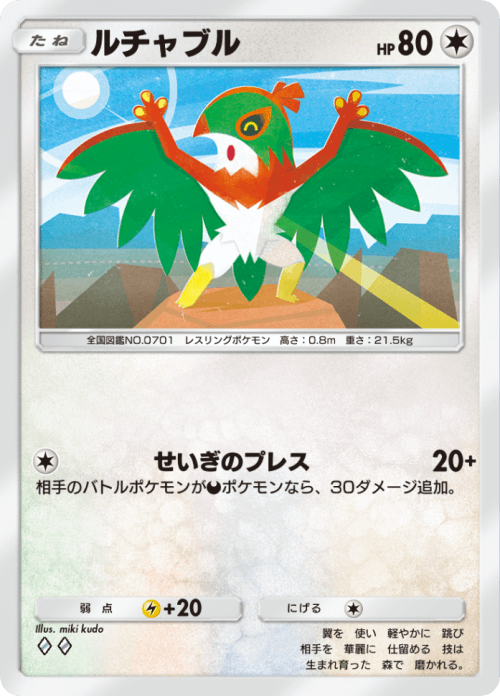 たね ルチャブル HP 80
全国図鑑NO.0701 レスリングポケモン 高さ：0.8m 重さ：21.5kg
せいぎのプレス 20+
相手のバトルポケモンがポケモンなら、30ダメージ追加。
弱点 +20 にげる
Illus. miki kudo
翼を 使い 軽やかに 跳び
相手を 華麗に 仕留める 技は
生まれ育った 森で 磨かれる。